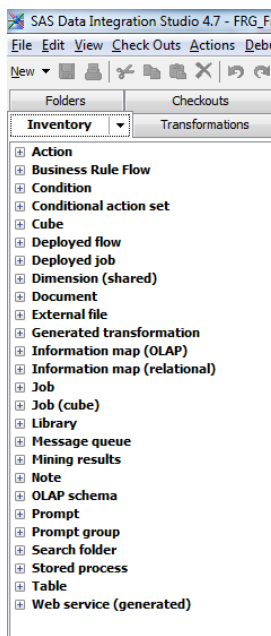 SAS Data Integration Studio 4.7 - FRG_F
File Edit View Check Outs Actions Debu
New
Folders Checkouts
Inventory Transformations
Action
Business Rule Flow
Condition
Conditional action set
Cube
Deployed flow
Deployed job
Dimension (shared)
Document
External file
Generated transformation
Information map (OLAP)
Information map (relational)
Job
Job (cube)
Library
Message queue
Mining results
Note
OLAP schema
Prompt
Prompt group
Search folder
Stored process
Table
Web service (generated)